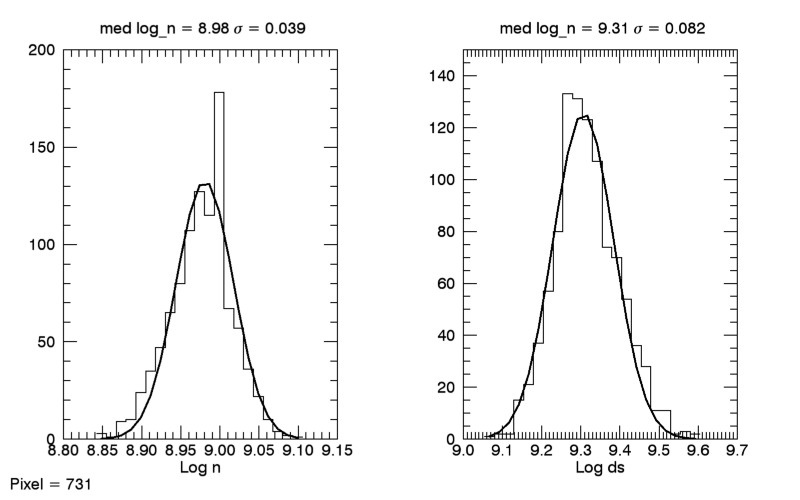 med log_n = 8.98 σ = 0.039
200
150
100
50
0
8.80 8.85 8.90 8.95 9.00 9.05 9.10 9.15
Log n
med log_n = 9.31 σ = 0.082
140
120
100
80
60
40
20
0
9.0 9.1 9.2 9.3 9.4 9.5 9.6 9.7
Log ds
Pixel = 731